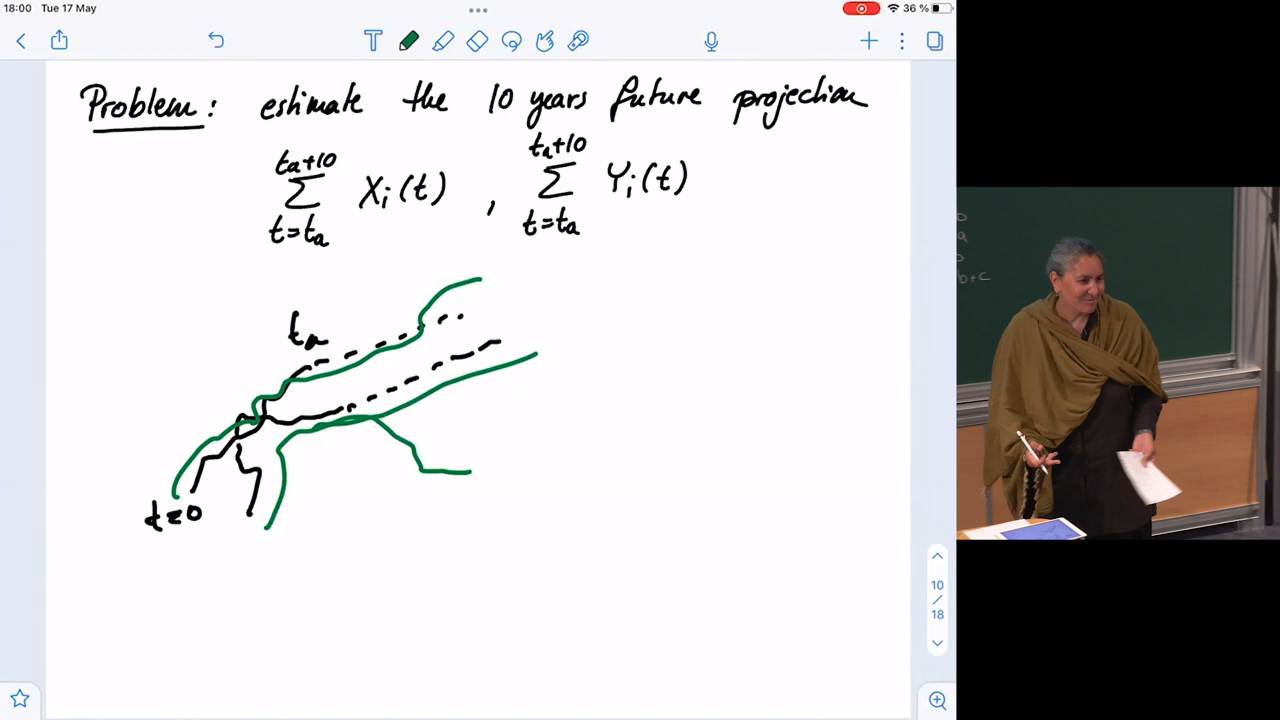 18:00 Tue 17 May
36 %
Problem: estimate the 10 years future projection
ta+10 ta+10
∑ Xi(t) , ∑ Yi(t)
t=ta t=ta
ta
t=0
10
/
18
b+c